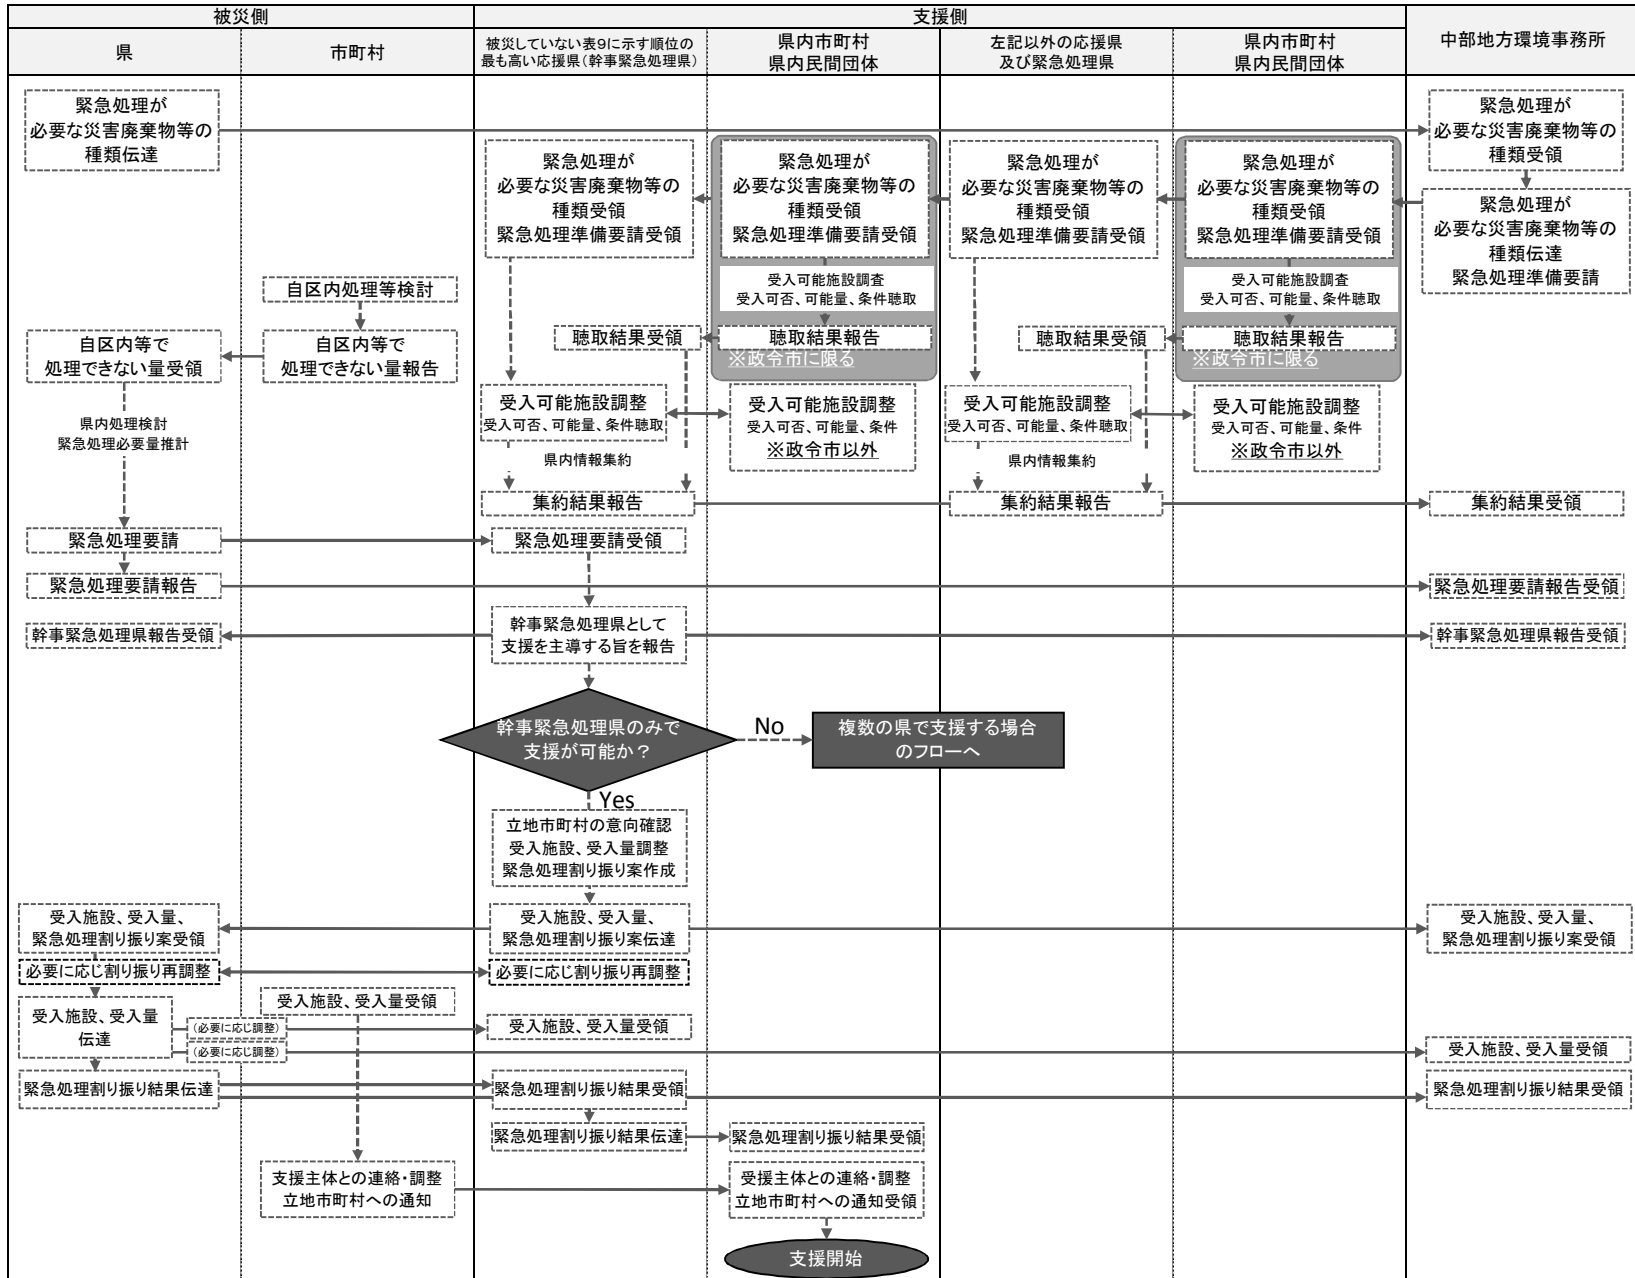 被災側
支援側
県
市町村
被災していない表9に示す順位の
最も高い応援県(幹事緊急処理県)
県内市町村
県内民間団体
左記以外の応援県
及び緊急処理県
県内市町村
県内民間団体
中部地方環境事務所
緊急処理が
必要な災害廃棄物等の
種類伝達
緊急処理が
必要な災害廃棄物等の
種類受領
緊急処理が
必要な災害廃棄物等の
種類受領
緊急処理準備要請受領
緊急処理が
必要な災害廃棄物等の
種類受領
緊急処理準備要請受領
緊急処理が
必要な災害廃棄物等の
種類受領
緊急処理準備要請受領
緊急処理が
必要な災害廃棄物等の
種類受領
緊急処理準備要請受領
緊急処理が
必要な災害廃棄物等の
種類伝達
緊急処理準備要請
受入可能施設調査
受入可否、可能量、条件聴取
受入可能施設調査
受入可否、可能量、条件聴取
自区内処理等検討
聴取結果受領
聴取結果報告
※政令市に限る
聴取結果受領
聴取結果報告
※政令市に限る
自区内等で
処理できない量受領
自区内等で
処理できない量報告
受入可能施設調整
受入可否、可能量、条件聴取
受入可能施設調整
受入可否、可能量、条件
※政令市以外
受入可能施設調整
受入可否、可能量、条件聴取
受入可能施設調整
受入可否、可能量、条件
※政令市以外
県内処理検討
緊急処理必要量推計
県内情報集約
県内情報集約
集約結果報告
集約結果報告
集約結果受領
緊急処理要請
緊急処理要請受領
緊急処理要請報告
緊急処理要請報告受領
幹事緊急処理県報告受領
幹事緊急処理県として
支援を主導する旨を報告
幹事緊急処理県報告受領
幹事緊急処理県のみで
支援が可能か?
No
複数の県で支援する場合
のフローへ
Yes
立地市町村の意向確認
受入施設、受入量調整
緊急処理割り振り案作成
受入施設、受入量、
緊急処理割り振り案受領
受入施設、受入量、
緊急処理割り振り案伝達
受入施設、受入量、
緊急処理割り振り案受領
必要に応じ割り振り再調整
必要に応じ割り振り再調整
受入施設、受入量
伝達
受入施設、受入量受領
(必要に応じ調整)
受入施設、受入量受領
(必要に応じ調整)
受入施設、受入量受領
緊急処理割り振り結果伝達
緊急処理割り振り結果受領
緊急処理割り振り結果受領
緊急処理割り振り結果伝達
緊急処理割り振り結果受領
支援主体との連絡・調整
立地市町村への通知
受援主体との連絡・調整
立地市町村への通知受領
支援開始